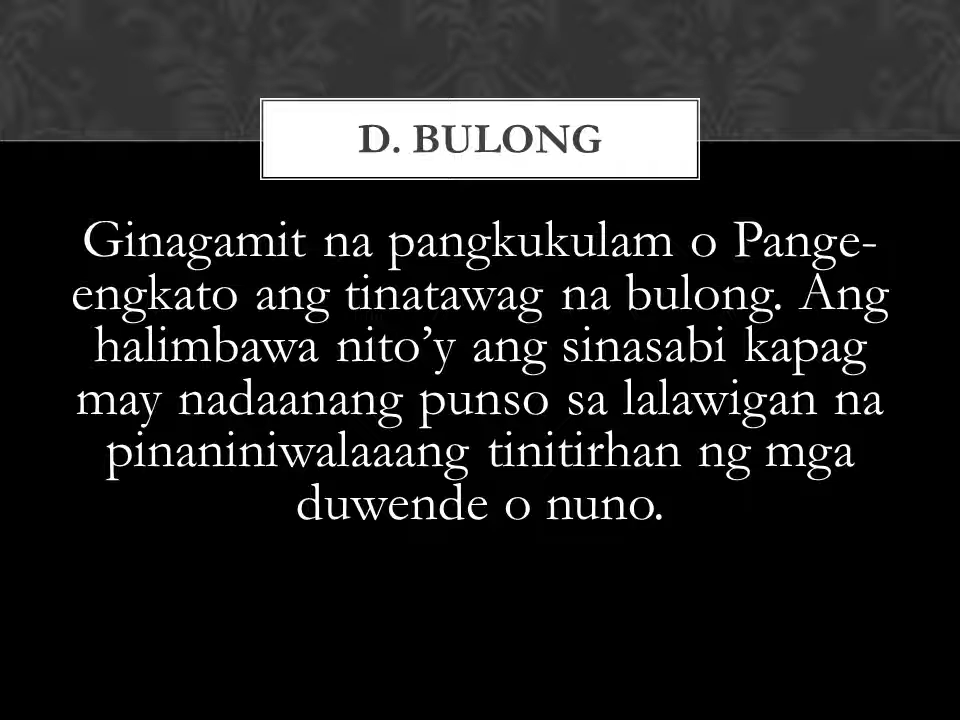 D. BULONG
Ginagamit na pangkukulam o Pange-
engkato ang tinatawag na bulong. Ang
halimbawa nito’y ang sinasabi kapag
may nadaanang punso sa lalawigan na
pinaniniwalaaang tinitirhan ng mga
duwende o nuno.